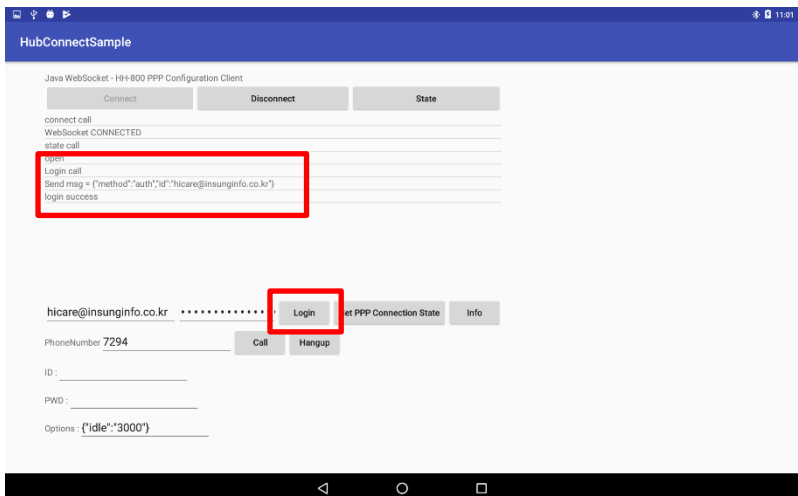 11:01
HubConnectSample
Java WebSocket - HH-800 PPP Configuration Client
Connect Disconnect State
connect call
WebSocket CONNECTED
state call
open
Login call
Send msg = {"method":"auth","id":"hicare@insunginfo.co.kr"}
login success
hicare@insunginfo.co.kr •••••••••••••• Login et PPP Connection State Info
PhoneNumber 7294 Call Hangup
ID :
PWD :
Options : {"idle":"3000"}